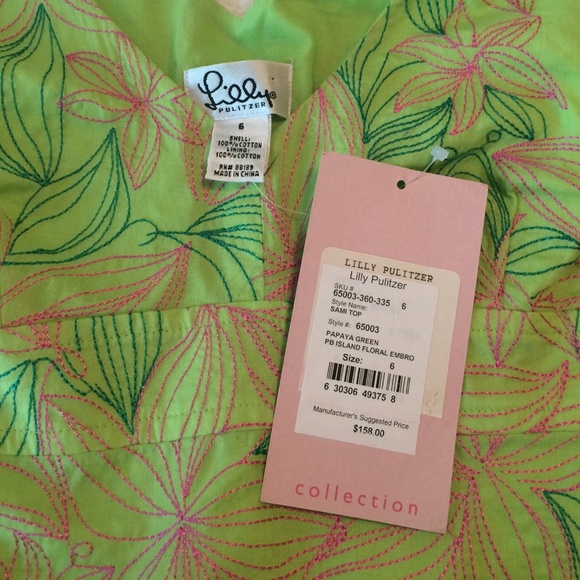 Lilly®
PULITZER
6
SHELL:
100%COTTON
LINING:
100%COTTON
RN# 88189
MADE IN CHINA
LILLY PULITZER
Lilly Pulitzer
SKU #
65003-360-335 6
Style Name:
SAMI TOP
Style #: 65003
PAPAYA GREEN
PB ISLAND FLORAL EMBRO
Size: 6
6 30306 49375 8
Manufacturer's Suggested Price
$158.00
collection